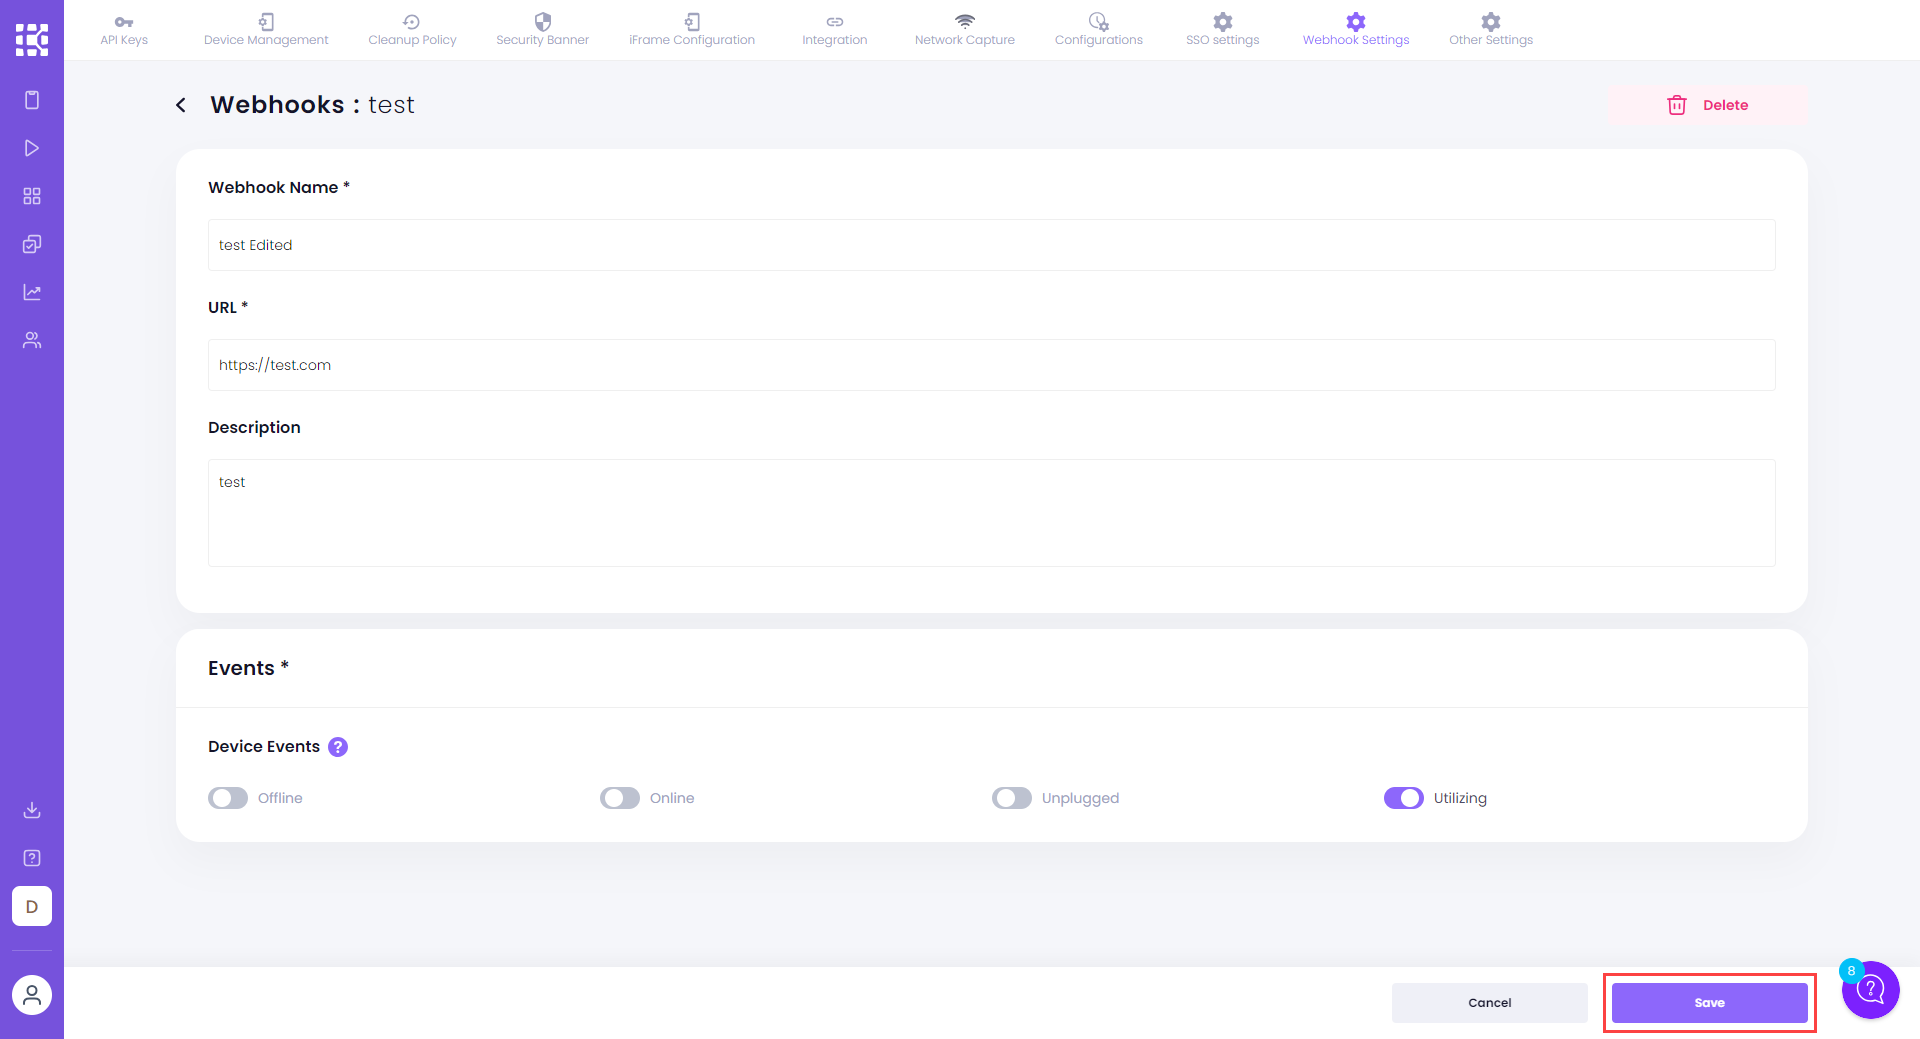 API Keys
Device Management
Cleanup Policy
Security Banner
iFrame Configuration
Integration
Network Capture
Configurations
SSO settings
Webhook Settings
Other Settings
Webhooks : test
Delete
Webhook Name *
test Edited
URL *
https://test.com
Description
test
Events *
Device Events ?
Offline
Online
Unplugged
Utilizing
D
Cancel
Save
8
?